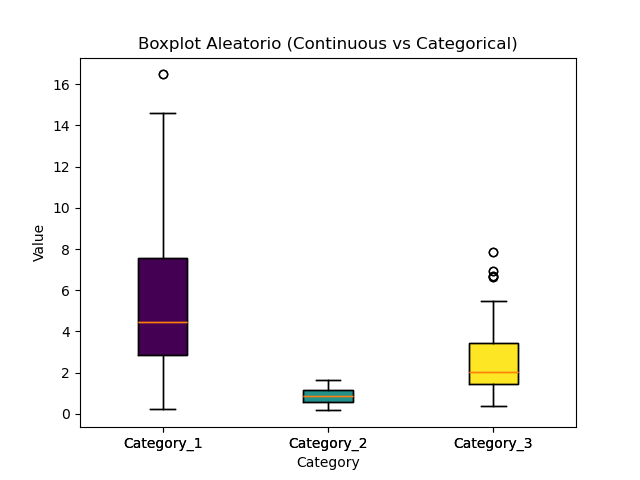 Boxplot Aleatorio (Continuous vs Categorical)
16
14
12
10
8
6
4
2
0
Value
Category_1 Category_2 Category_3
Category